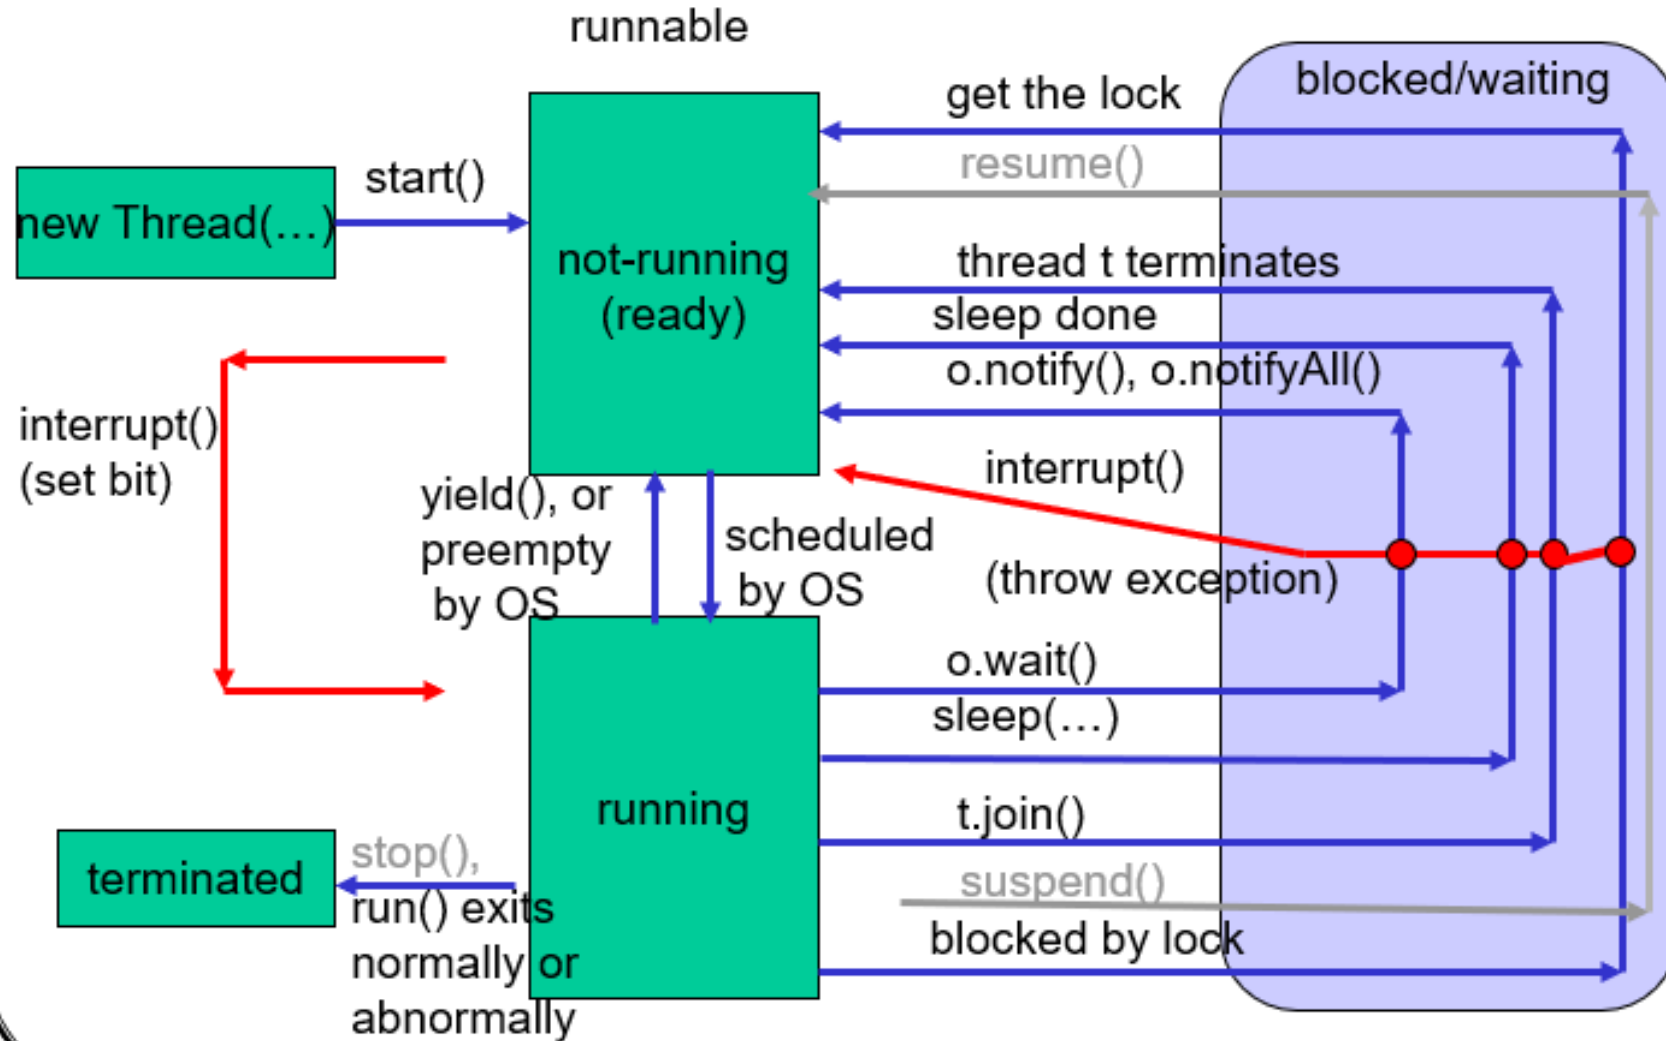 runnable
blocked/waiting
get the lock
resume()
start()
new Thread(…)
not-running
(ready)
thread t terminates
sleep done
o.notify(), o.notifyAll()
interrupt()
(set bit)
interrupt()
(throw exception)
yield(), or
preempty
by OS
scheduled
by OS
o.wait()
sleep(…)
running
t.join()
terminated
stop(),
run() exits
normally or
abnormally
suspend()
blocked by lock